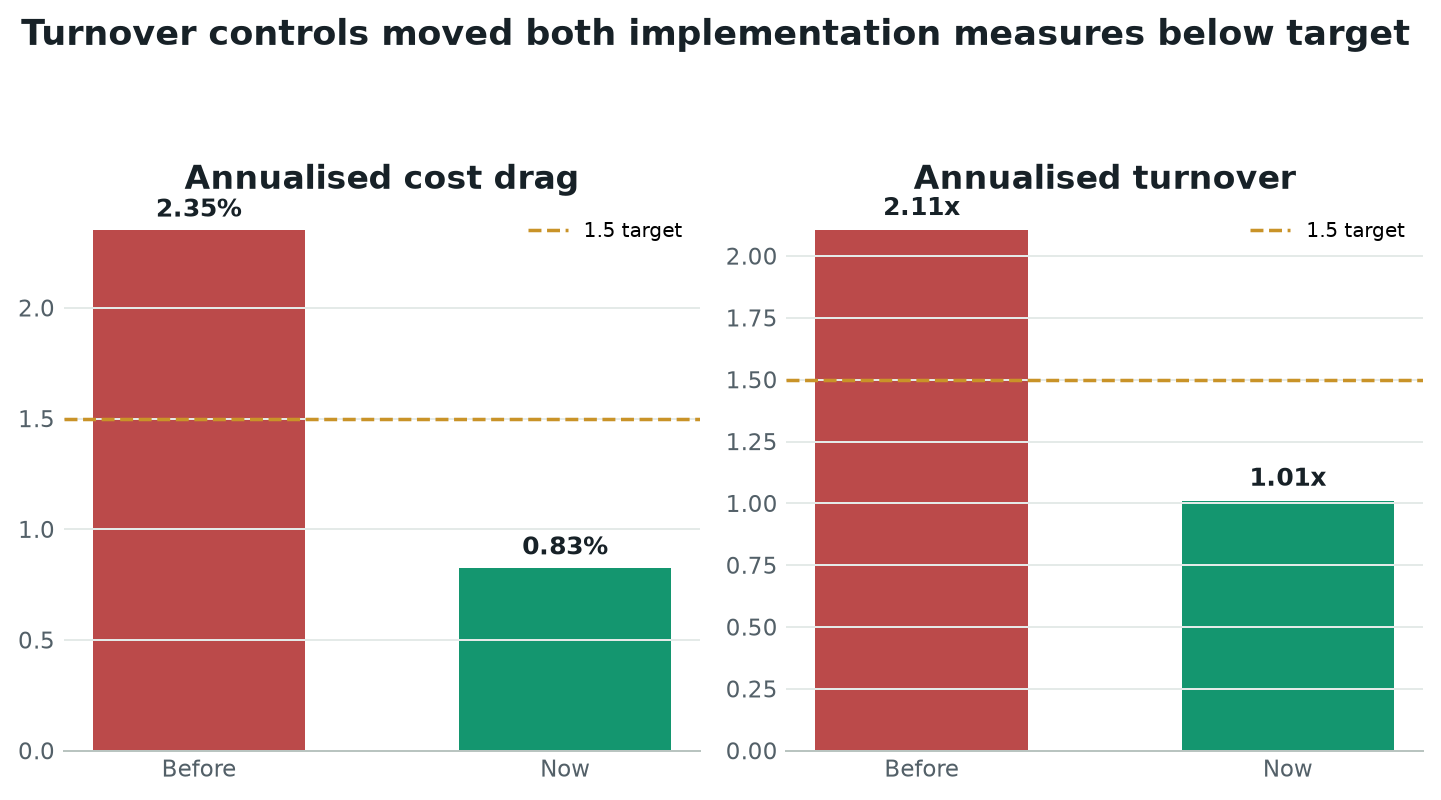 Turnover controls moved both implementation measures below target
Annualised cost drag
2.35%
1.5 target
2.0
1.5
1.0
0.83%
0.5
0.0
Before
Now
Annualised turnover
2.11x
1.5 target
2.00
1.75
1.50
1.25
1.01x
1.00
0.75
0.50
0.25
0.00
Before
Now